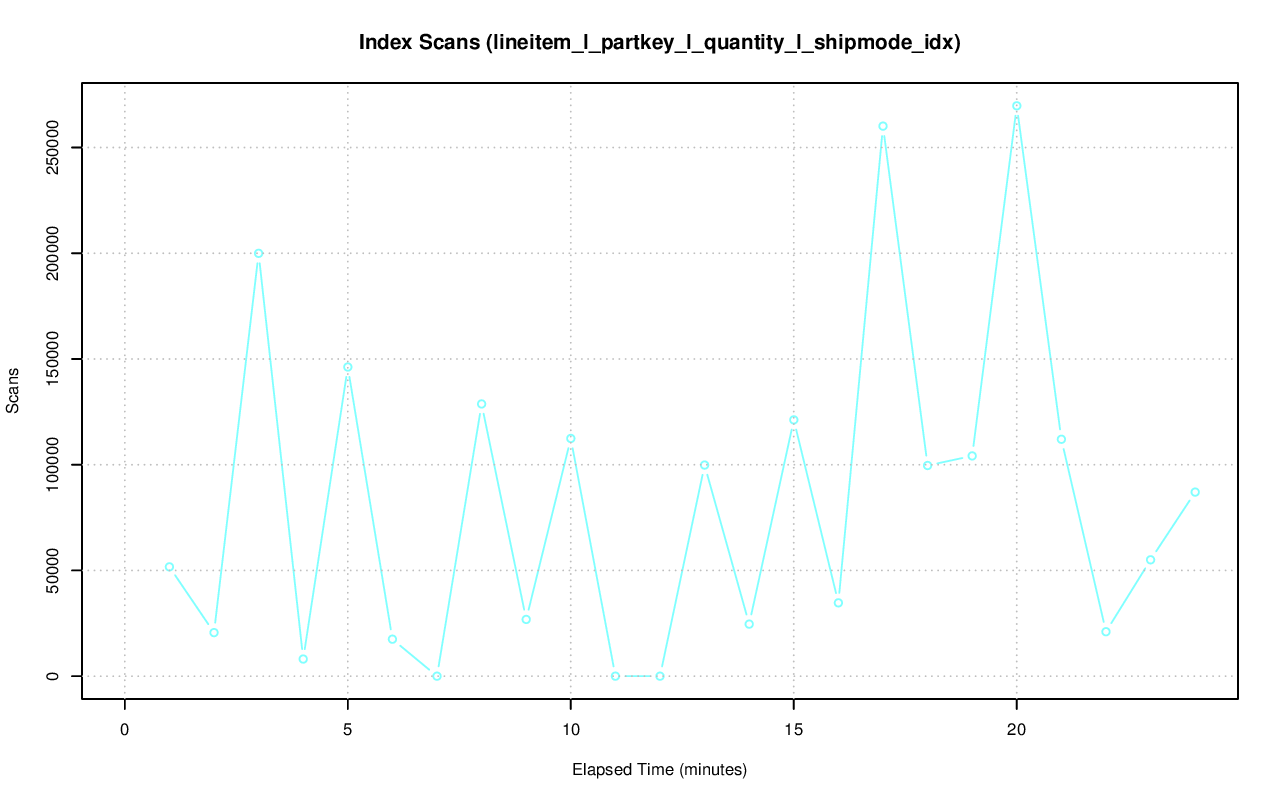 Index Scans (lineitem_l_partkey_l_quantity_l_shipmode_idx)
250000
200000
150000
100000
50000
0
Scans
0 5 10 15 20
Elapsed Time (minutes)